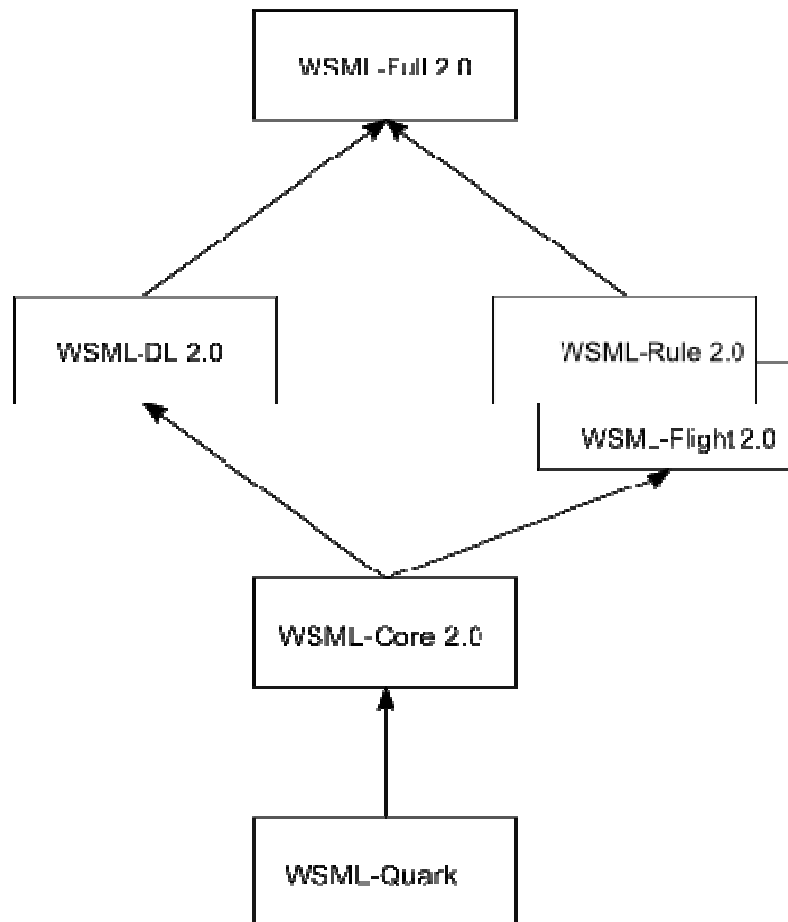 WSML-Full 2.0
WSML-DL 2.0
WSML-Rule 2.0
WSML-Flight 2.0
WSML-Core 2.0
WSML-Quark